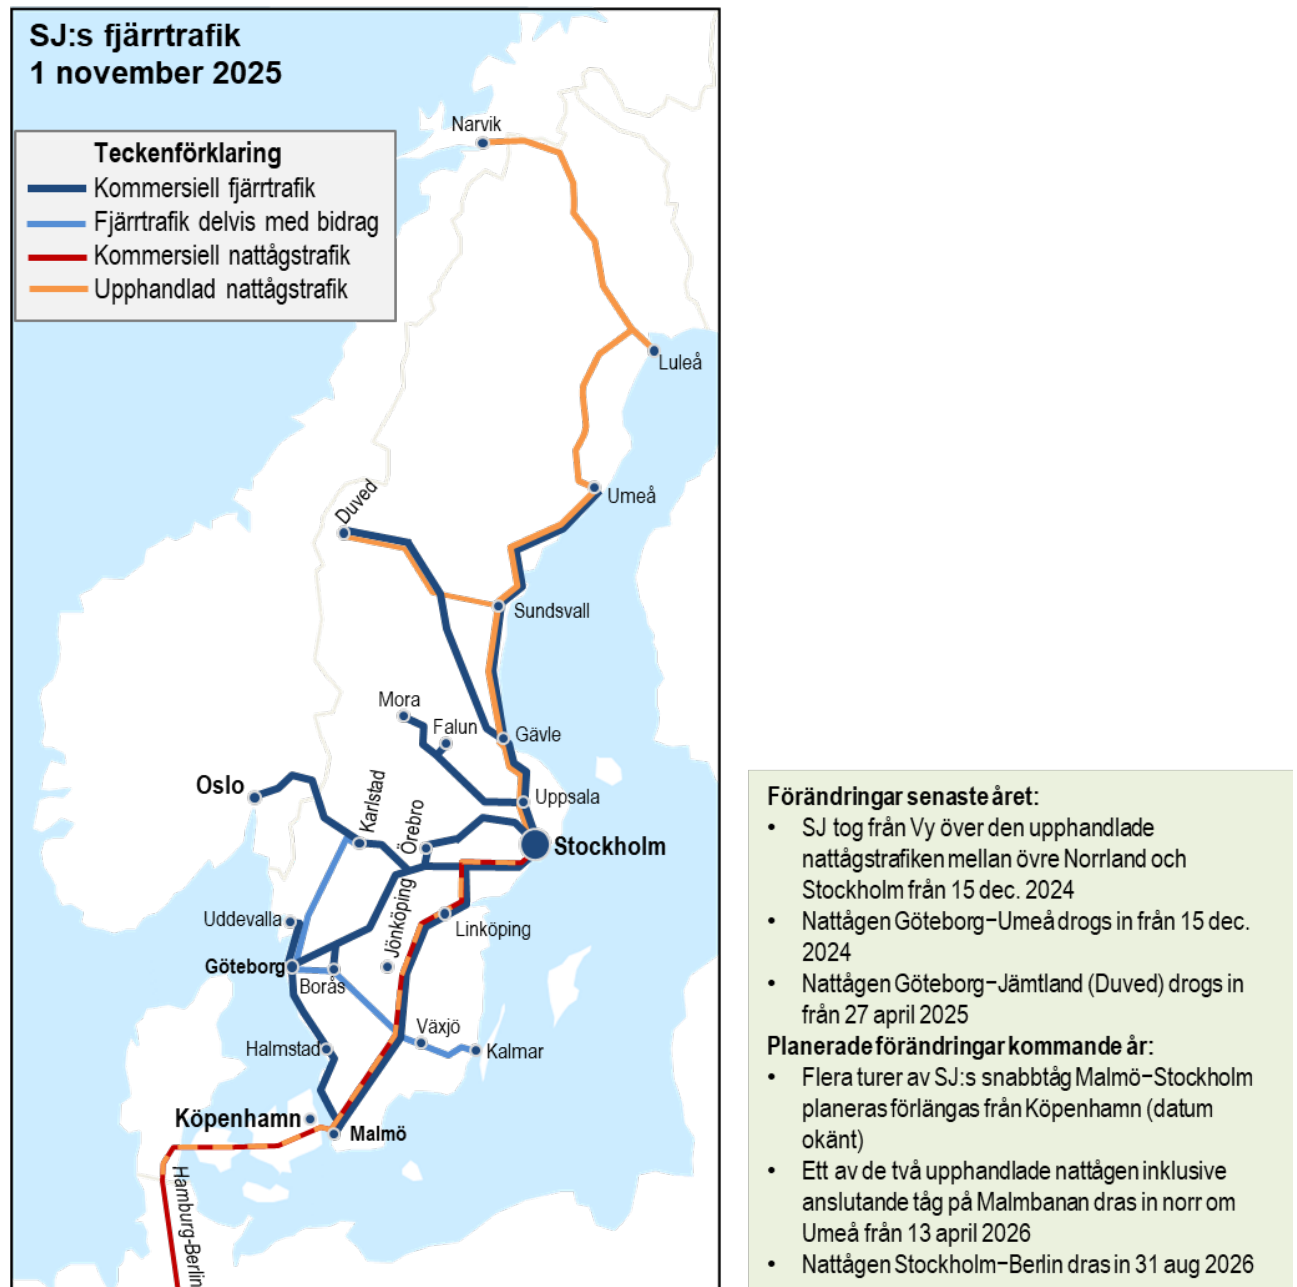 SJ:s fjärrtrafik
1 november 2025
Teckenförklaring
Kommersiell fjärrtrafik
Fjärrtrafik delvis med bidrag
Kommersiell nattågstrafik
Upphandlad nattågstrafik
Narvik
Luleå
Umeå
Duved
Sundsvall
Mora
Falun
Gävle
Oslo
Karlstad
Örebro
Uppsala
Stockholm
Uddevalla
Jönköping
Linköping
Göteborg
Borås
Halmstad
Växjö
Kalmar
Köpenhamn
Malmö
Hamburg-Berlin
Förändringar senaste året:
• SJ tog från Vy över den upphandlade
nattågstrafiken mellan övre Norrland och
Stockholm från 15 dec. 2024
• Nattågen Göteborg–Umeå drogs in från 15 dec.
2024
• Nattågen Göteborg–Jämtland (Duved) drogs in
från 27 april 2025
Planerade förändringar kommande år:
• Flera turer av SJ:s snabbtåg Malmö–Stockholm
planeras förlängas från Köpenhamn (datum
okänt)
• Ett av de två upphandlade nattågen inklusive
anslutande tåg på Malmbanan dras in norr om
Umeå från 13 april 2026
• Nattågen Stockholm–Berlin dras in 31 aug 2026